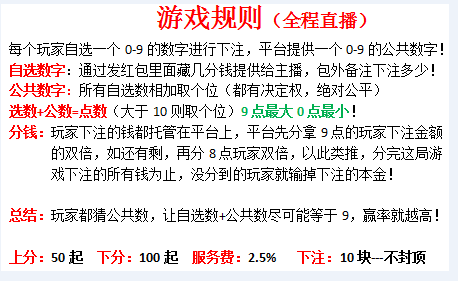 游戏规则（全程直播）
每个玩家自选一个 0-9 的数字进行下注，平台提供一个 0-9 的公共数字！
自选数字：通过发红包里面藏几分钱提供给主播，包外备注下注多少！
公共数字：所有自选数字相加取个位（都有决定权，绝对公平）
选数+公数=点数（大于 10 则取个位）9 点最大 0 点最小！
分钱：玩家下注的钱都托管在平台上，平台先分拿 9 点的玩家下注金额
的双倍，如还有剩，再分 8 点玩家双倍，以此类推，分完这局游
戏下注的所有钱为止，没分到的玩家就输掉下注的本金！
总结：玩家都猜公共数，让自选数+公共数尽可能等于 9，赢率就越高！
上分：50 起 下分：100 起 服务费：2.5% 下注：10 块---不封顶